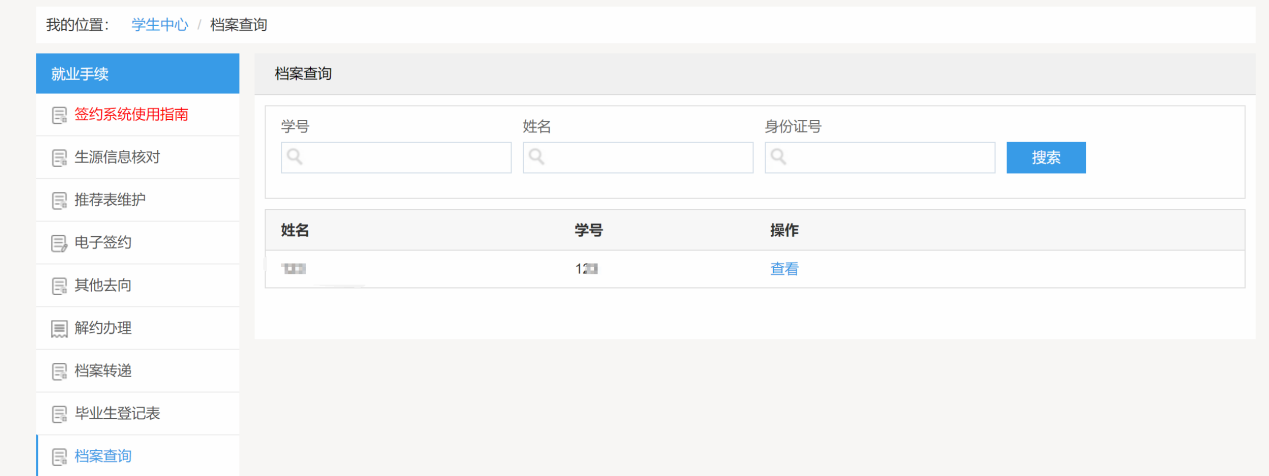 我的位置： 学生中心 / 档案查询
就业手续
签约系统使用指南
生源信息核对
推荐表维护
电子签约
其他去向
解约办理
档案转递
毕业生登记表
档案查询
档案查询
学号 姓名 身份证号
搜索
姓名 学号 操作
查看